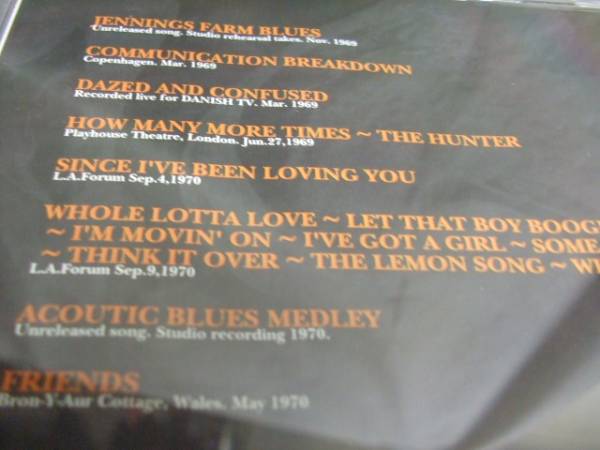 JENNINGS FARM BLUES
Unreleased song. Studio rehearsal takes. Nov. 1969
COMMUNICATION BREAKDOWN
Copenhagen. Mar. 1969
DAZED AND CONFUSED
Recorded live for DANISH TV. Mar. 1969
HOW MANY MORE TIMES ~ THE HUNTER
Playhouse Theatre, London. Jun.27,1969
SINCE I'VE BEEN LOVING YOU
L.A.Forum Sep.4,1970
WHOLE LOTTA LOVE ~ LET THAT BOY BOOG
~ I'M MOVIN' ON ~ I'VE GOT A GIRL ~ SOME
~ THINK IT OVER ~ THE LEMON SONG ~ W
L.A.Forum Sep.9,1970
ACOUTIC BLUES MEDLEY
Unreleased song. Studio recording 1970.
FRIENDS
Bron-Y-Aur Cottage, Wales. May 1970